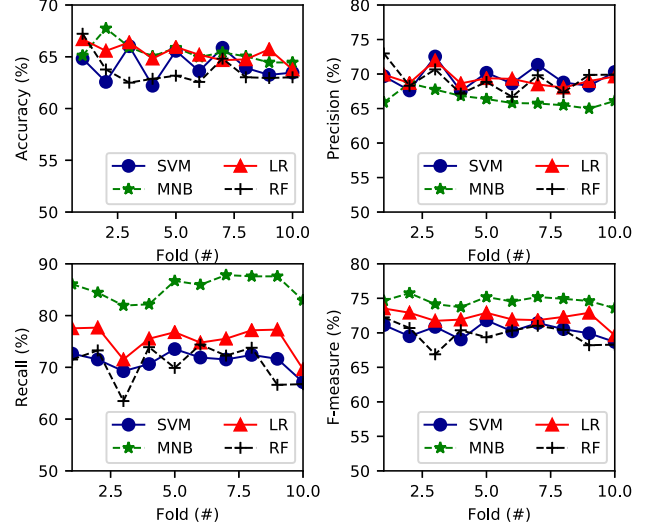 70
65
60
55
50
Accuracy (%)
SVM
MNB
LR
RF
2.5
5.0
7.5
10.0
Fold (#)
80
75
70
65
60
55
50
Precision (%)
SVM
MNB
LR
RF
2.5
5.0
7.5
10.0
Fold (#)
90
80
70
60
50
Recall (%)
SVM
MNB
LR
RF
2.5
5.0
7.5
10.0
Fold (#)
80
75
70
65
60
55
50
F-measure (%)
SVM
MNB
LR
RF
2.5
5.0
7.5
10.0
Fold (#)